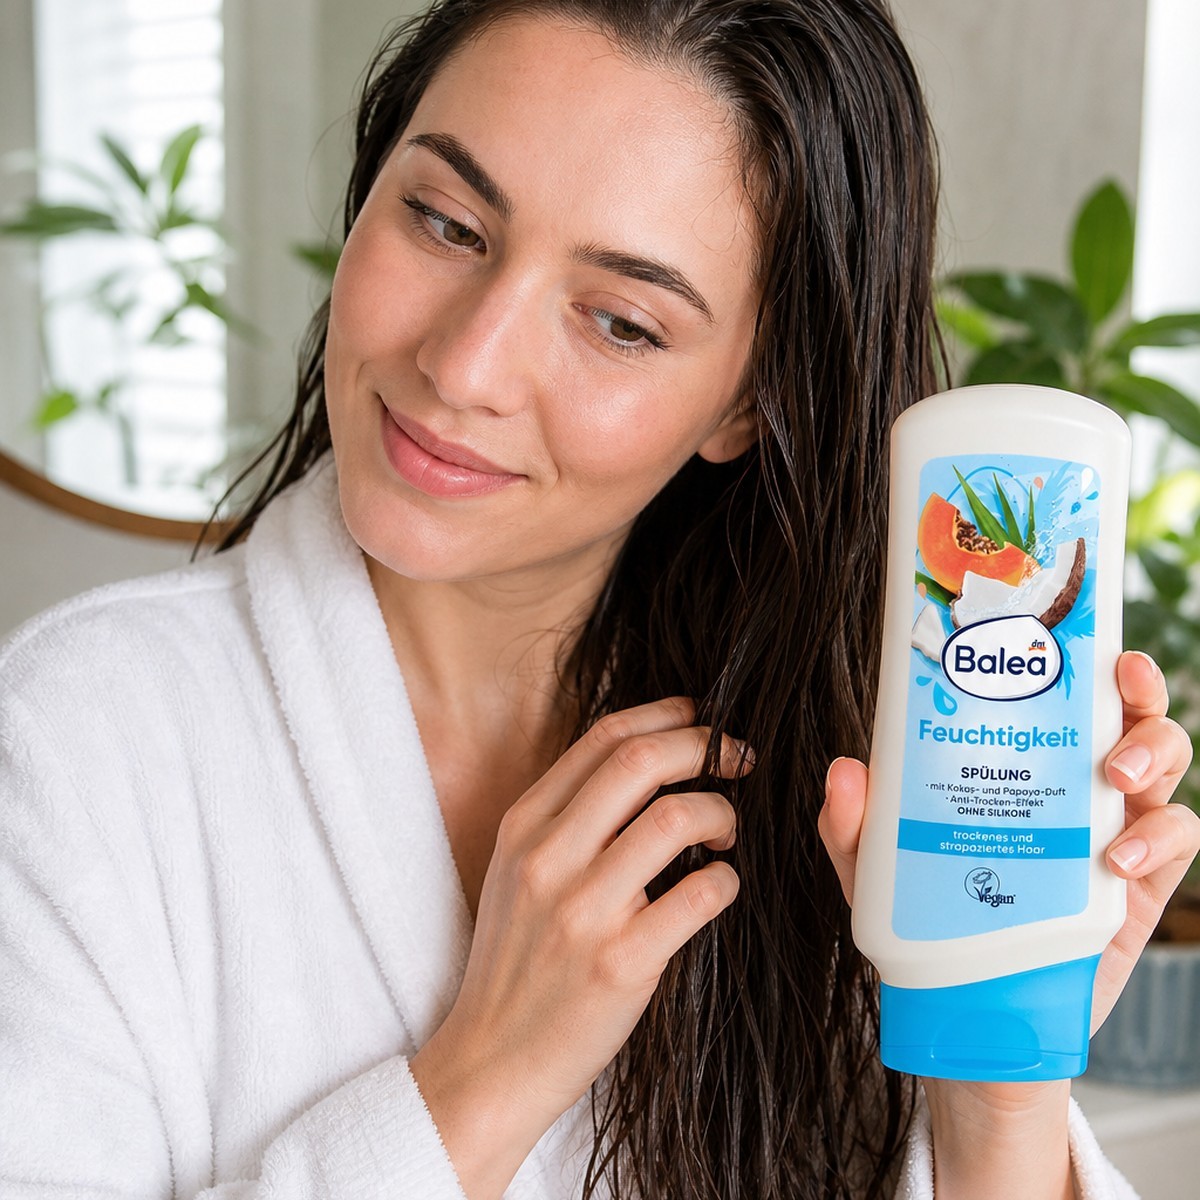 dm
Balea
Feuchtigkeit
SPÜLUNG
· mit Kokos- und Papaya-Duft
· Anti-Trocken-Effekt
OHNE SILIKONE
trockenes und
strapaziertes Haar
Vegan